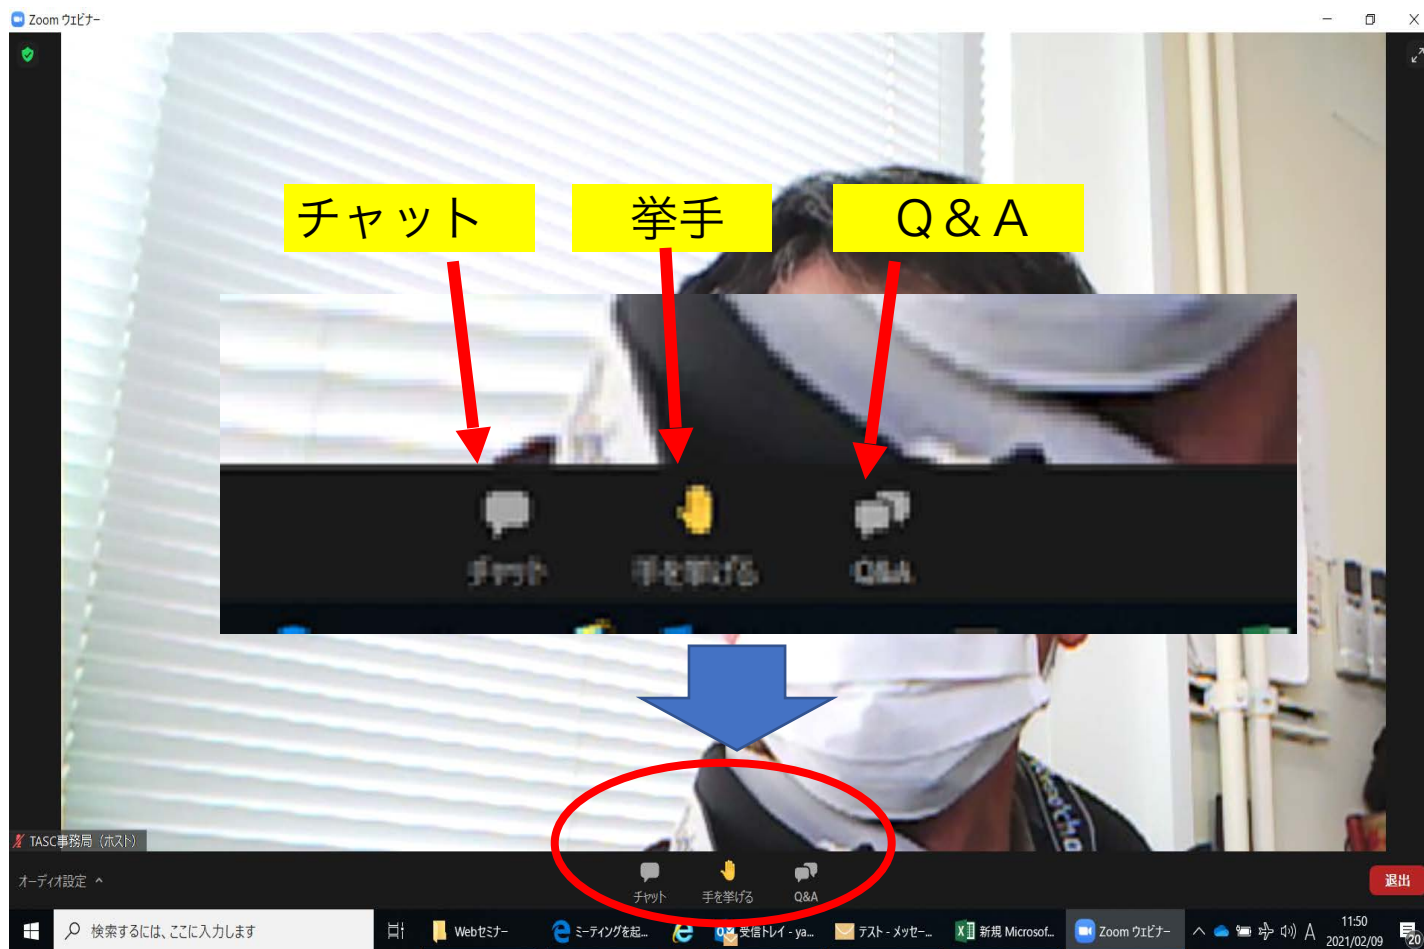 Zoom ウェビナー
チャット
挙手
Q&A
チャット
手を挙げる
Q&A
TASC事務局 (ホスト)
オーディオ設定
チャット
手を挙げる
Q&A
退出
検索するには、ここに入力します
Webセミナー
ミーティングを起...
受信トレイ - ya...
テスト - メッセー...
新規 Microsof...
Zoom ウェビナー
A
11:50
2021/02/09